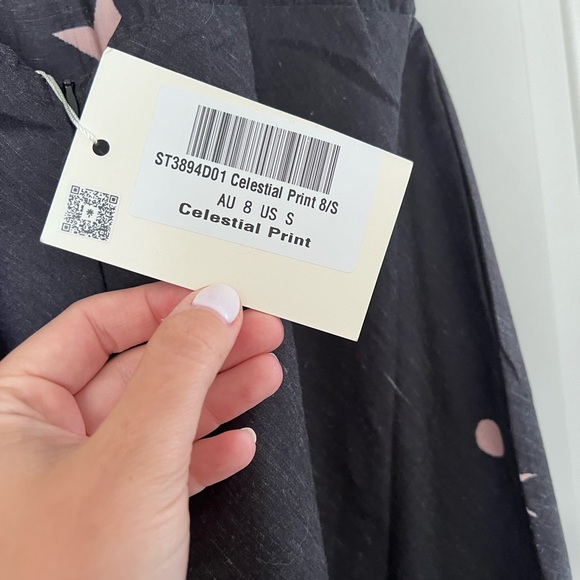 ST3894D01 Celestial Print 8/S
AU 8 US S
Celestial Print